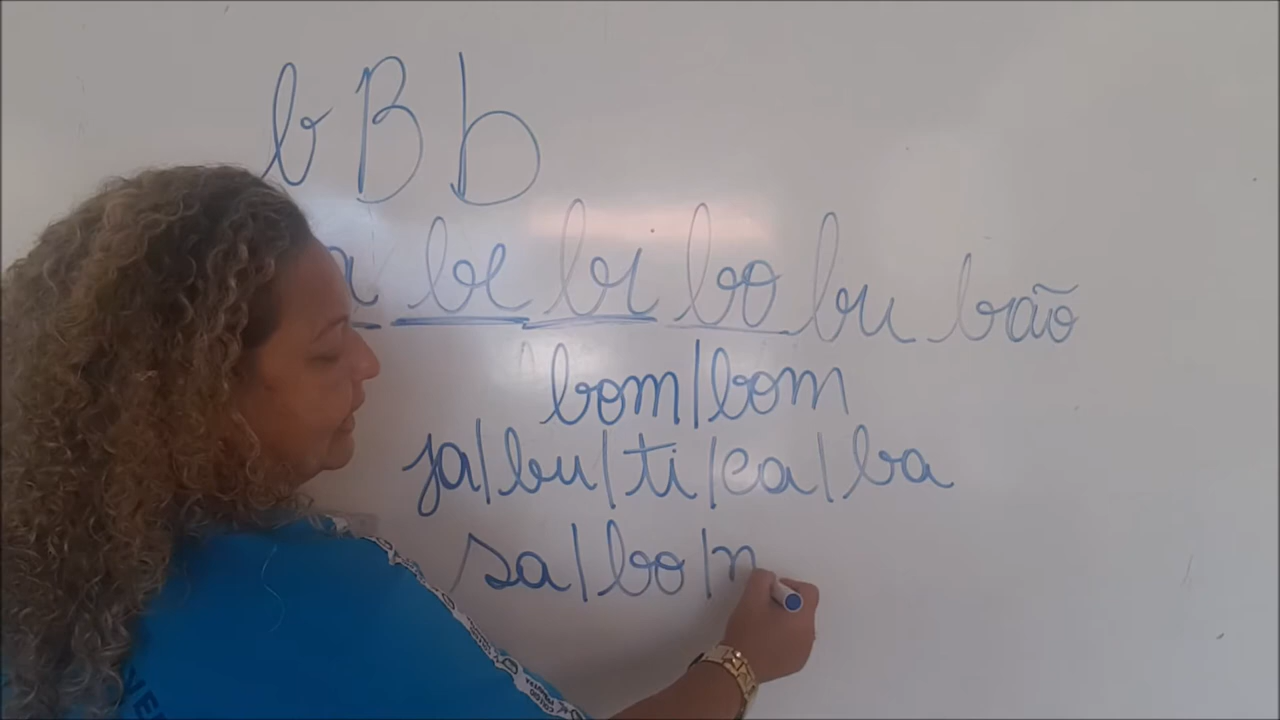 b B b
a be bi bo bu bão
bom/bom
ja/bu/ti/ca/ba
sa/bo/n